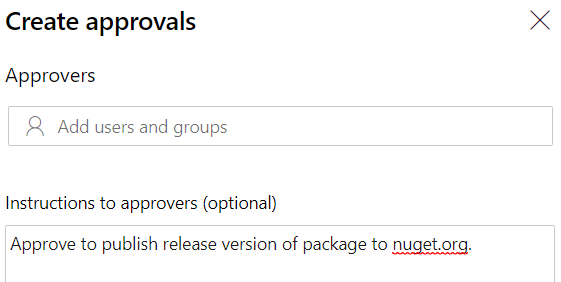 Create approvals
Approvers
Add users and groups
Instructions to approvers (optional)
Approve to publish release version of package to nuget.org.